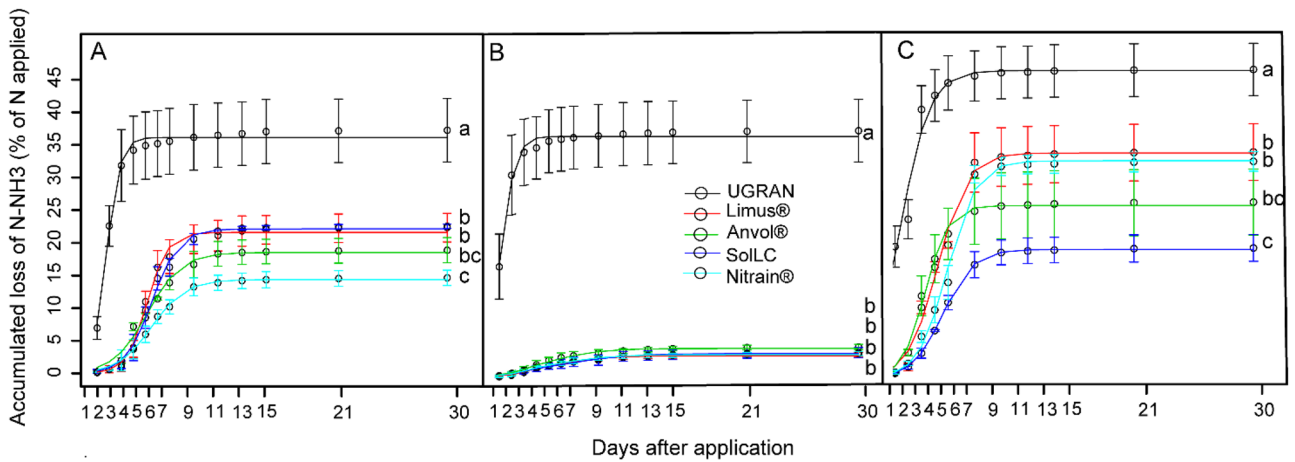 Accumulated loss of N-NH3 (% of N applied)
45
40
35
30
25
20
15
10
5
0
A
a
b
b
bc
c
B
a
UGRAN
Limus®
Anvol®
SolLC
Nitrain®
b
b
b
b
C
a
b
b
bc
c
1 2 3 4 5 6 7 9 11 13 15 21 30
1 2 3 4 5 6 7 9 11 13 15 21 30
1 2 3 4 5 6 7 9 11 13 15 21 30
Days after application